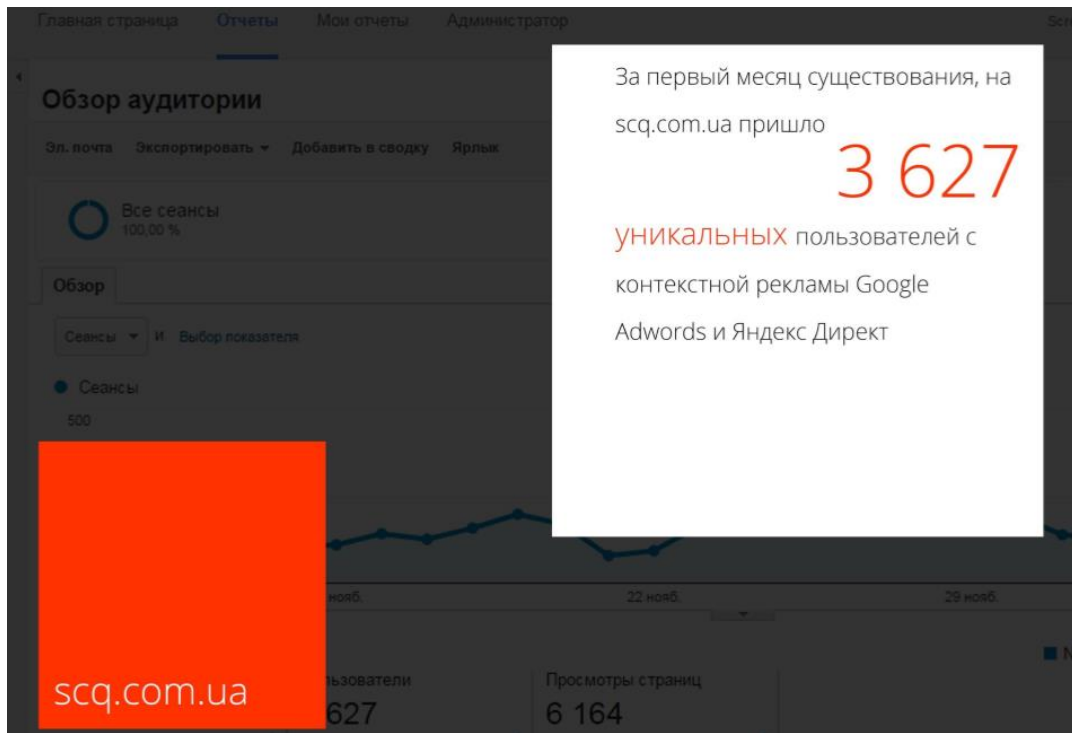 Главная страница Отчеты Мои отчеты Администратор
Обзор аудитории
Эл. почта Экспортировать Добавить в сводку Ярлык
Все сеансы
100,00 %
Обзор
Сеансы И Выбор показателя
Сеансы
500
За первый месяц существования, на
scq.com.ua пришло
3 627
уникальных пользователей с
контекстной рекламы Google
Adwords и Яндекс Директ
нояб. 22 нояб. 29 нояб.
Просмотры страниц
627 6 164
scq.com.ua